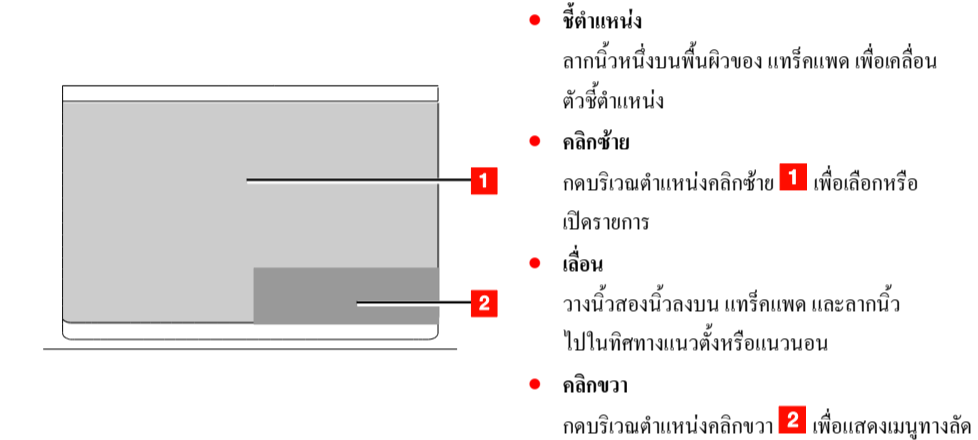 • ชี้ตำแหน่ง
ลากนิ้วหนึ่งบนพื้นผิวของ แทร็คแพด เพื่อเคลื่อน
ตัวชี้ตำแหน่ง
• คลิกซ้าย
กดบริเวณตำแหน่งคลิกซ้าย 1 เพื่อเลือกหรือ
เปิดรายการ
• เลื่อน
วางนิ้วสองนิ้วลงบน แทร็คแพด และลากนิ้ว
ไปในทิศทางแนวตั้งหรือแนวนอน
• คลิกขวา
กดบริเวณตำแหน่งคลิกขวา 2 เพื่อแสดงเมนูทางลัด
1
2